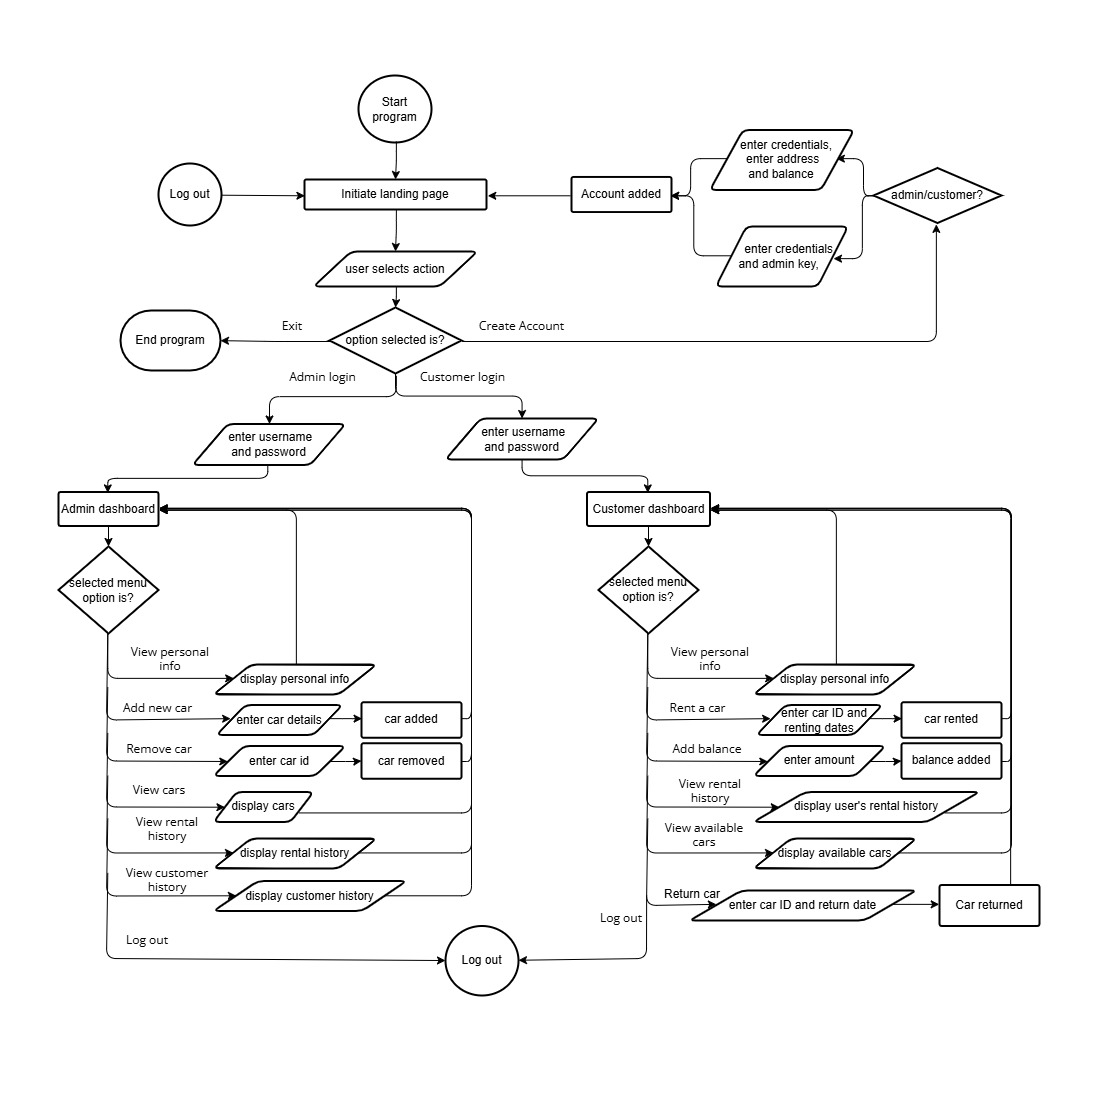 Start
program
enter credentials,
enter address
and balance
Log out
Initiate landing page
Account added
admin/customer?
enter credentials
and admin key,
user selects action
Exit
Create Account
End program
option selected is?
Admin login
Customer login
enter username
and password
enter username
and password
Admin dashboard
Customer dashboard
selected menu
option is?
selected menu
option is?
View personal
info
display personal info
Add new car
enter car details
car added
Remove car
enter car id
car removed
View cars
display cars
View rental
history
display rental history
View customer
history
display customer history
Log out
View personal
info
display personal info
Rent a car
enter car ID and
renting dates
car rented
Add balance
enter amount
balance added
View rental
history
display user's rental history
View available
cars
display available cars
Return car
enter car ID and return date
Car returned
Log out
Log out